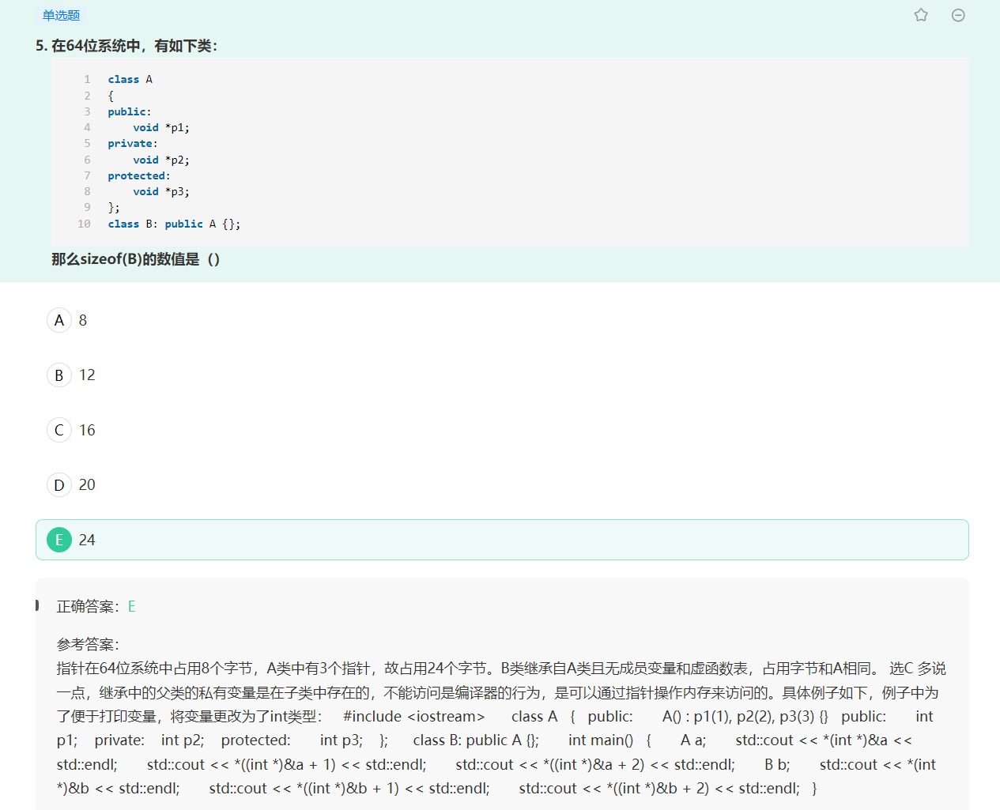 单选题
5. 在64位系统中，有如下类：
1 class A
2 {
3 public:
4     void *p1;
5 private:
6     void *p2;
7 protected:
8     void *p3;
9 };
10 class B: public A {};
那么sizeof(B)的数值是（）
A 8
B 12
C 16
D 20
E 24
正确答案：E
参考答案：
指针在64位系统中占用8个字节，A类中有3个指针，故占用24个字节。B类继承自A类且无成员变量和虚函数表，占用字节和A相同。 选C 多说
一点，继承中的父类的私有变量是在子类中存在的，不能访问是编译器的行为，是可以通过指针操作内存来访问的。具体例子如下，例子中为
了便于打印变量，将变量更改为了int类型： #include <iostream> class A { public: A() : p1(1), p2(2), p3(3) {} public: int
p1; private: int p2; protected: int p3; }; class B: public A {}; int main() { A a; std::cout << *(int *)&a <<
std::endl; std::cout << *((int *)&a + 1) << std::endl; std::cout << *((int *)&a + 2) << std::endl; B b; std::cout << *(int
*)&b << std::endl; std::cout << *((int *)&b + 1) << std::endl; std::cout << *((int *)&b + 2) << std::endl; }